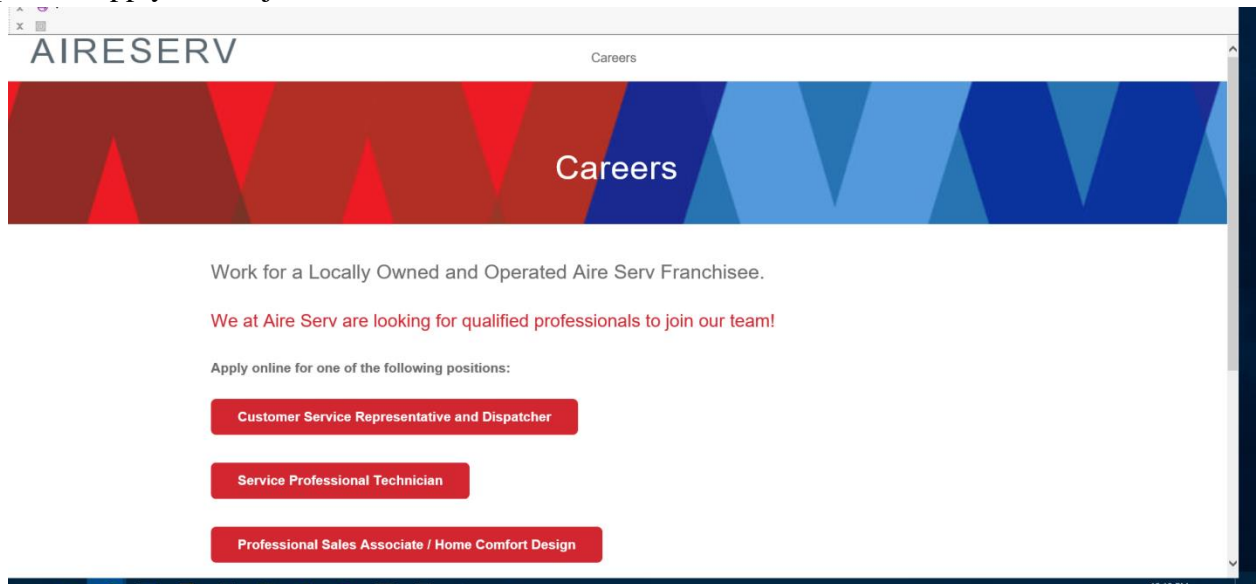 AIRESERV
Careers
Careers
Work for a Locally Owned and Operated Aire Serv Franchisee.
We at Aire Serv are looking for qualified professionals to join our team!
Apply online for one of the following positions:
Customer Service Representative and Dispatcher
Service Professional Technician
Professional Sales Associate / Home Comfort Design